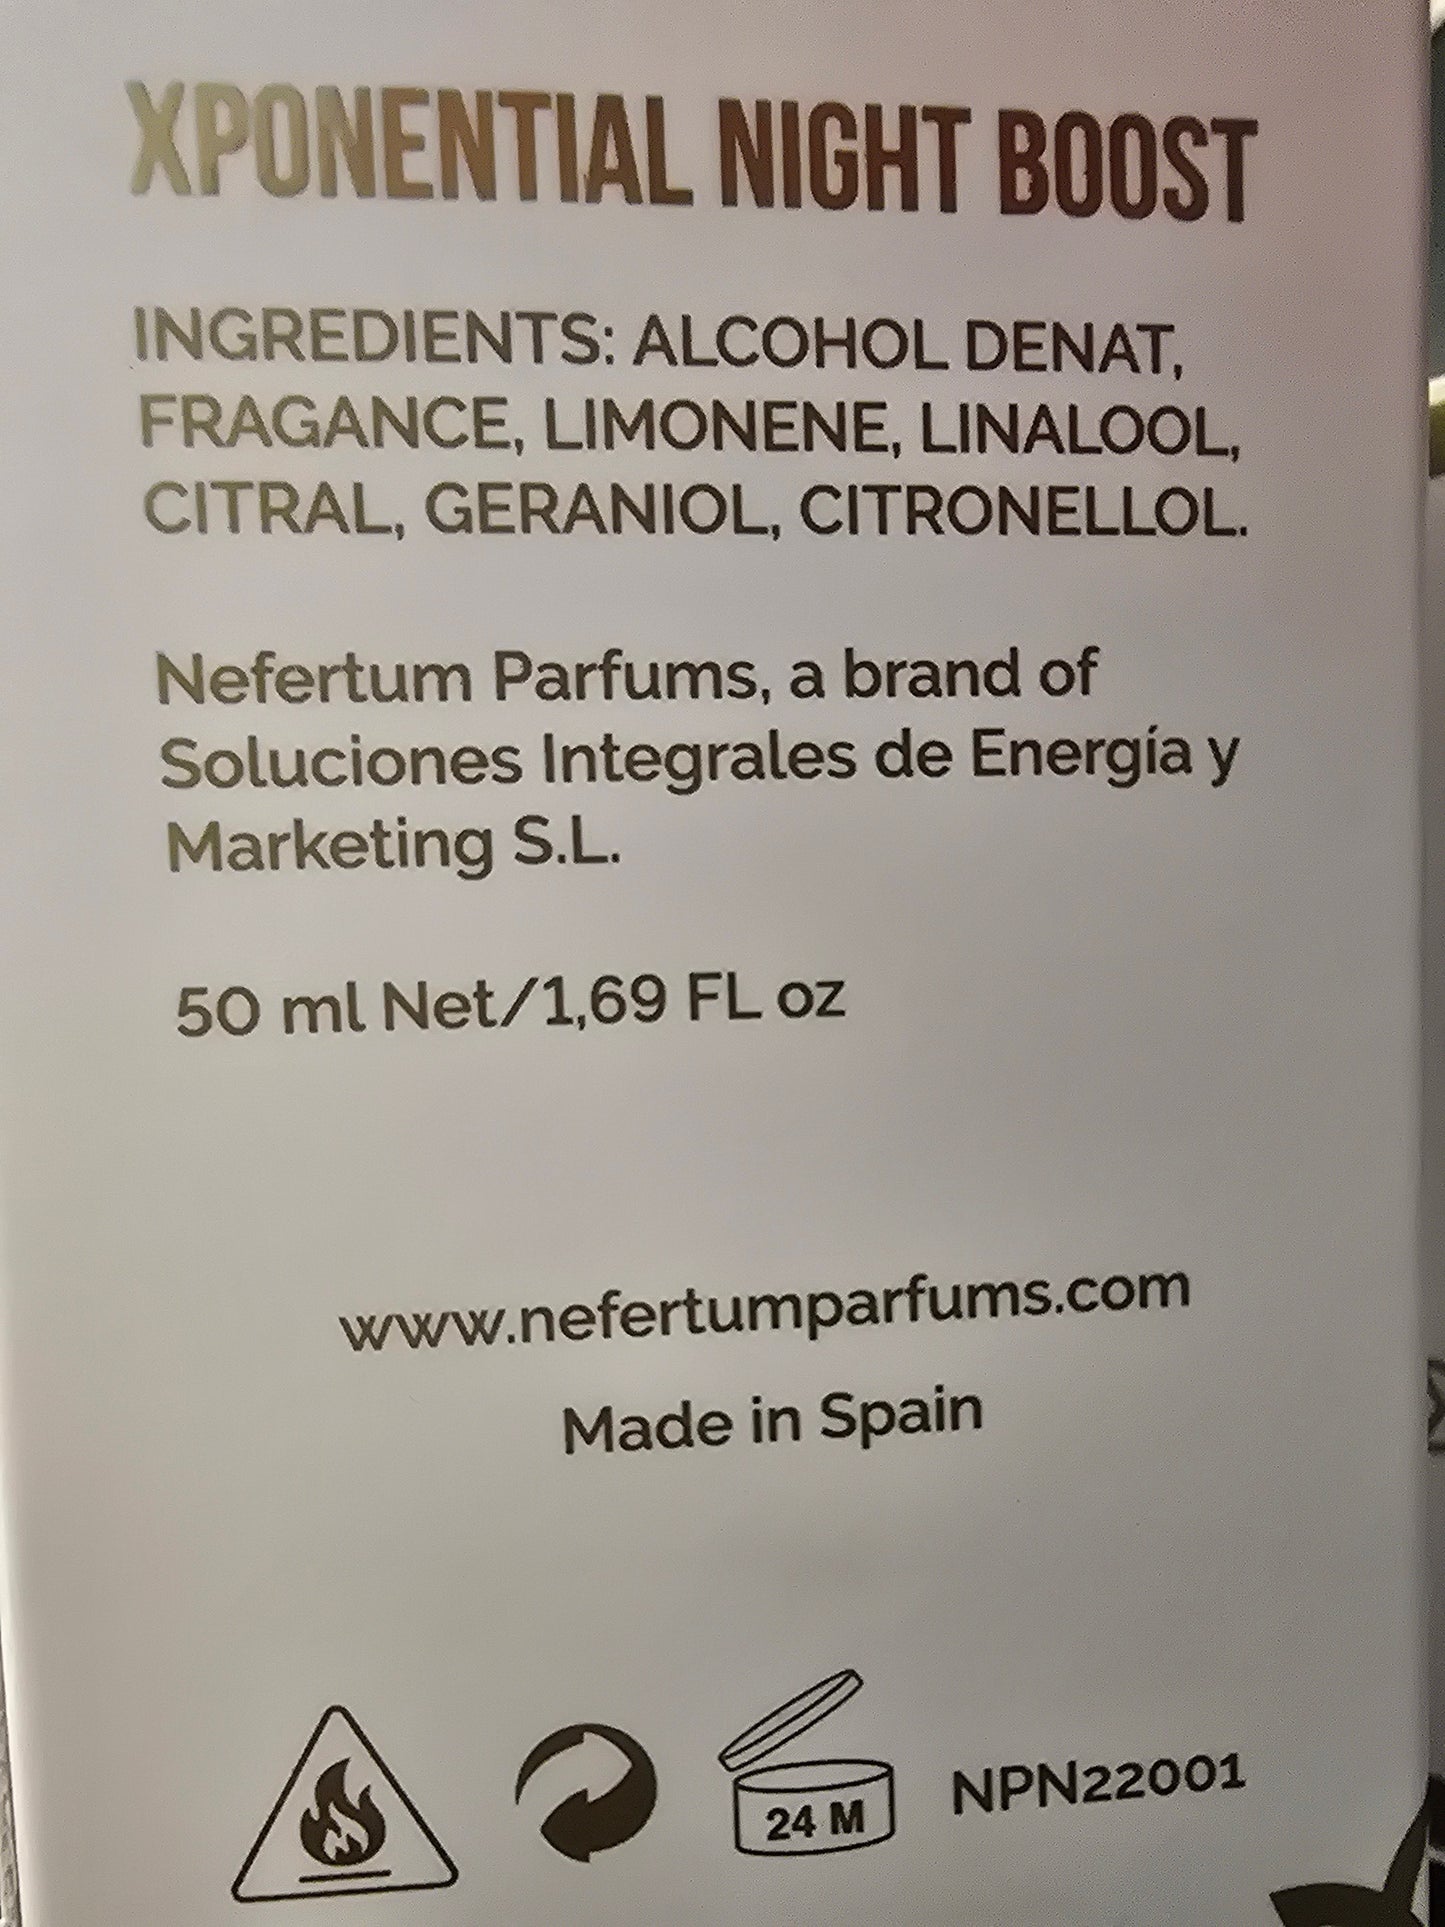 XPONENTIAL NIGHT BOOST
INGREDIENTS: ALCOHOL DENAT,
FRAGANCE, LIMONENE, LINALOOL,
CITRAL, GERANIOL, CITRONELLOL.
Nefertum Parfums, a brand of
Soluciones Integrales de Energía y
Marketing S.L.
50 ml Net/1,69 FL oz
www.nefertumparfums.com
Made in Spain
24 M
NPN22001